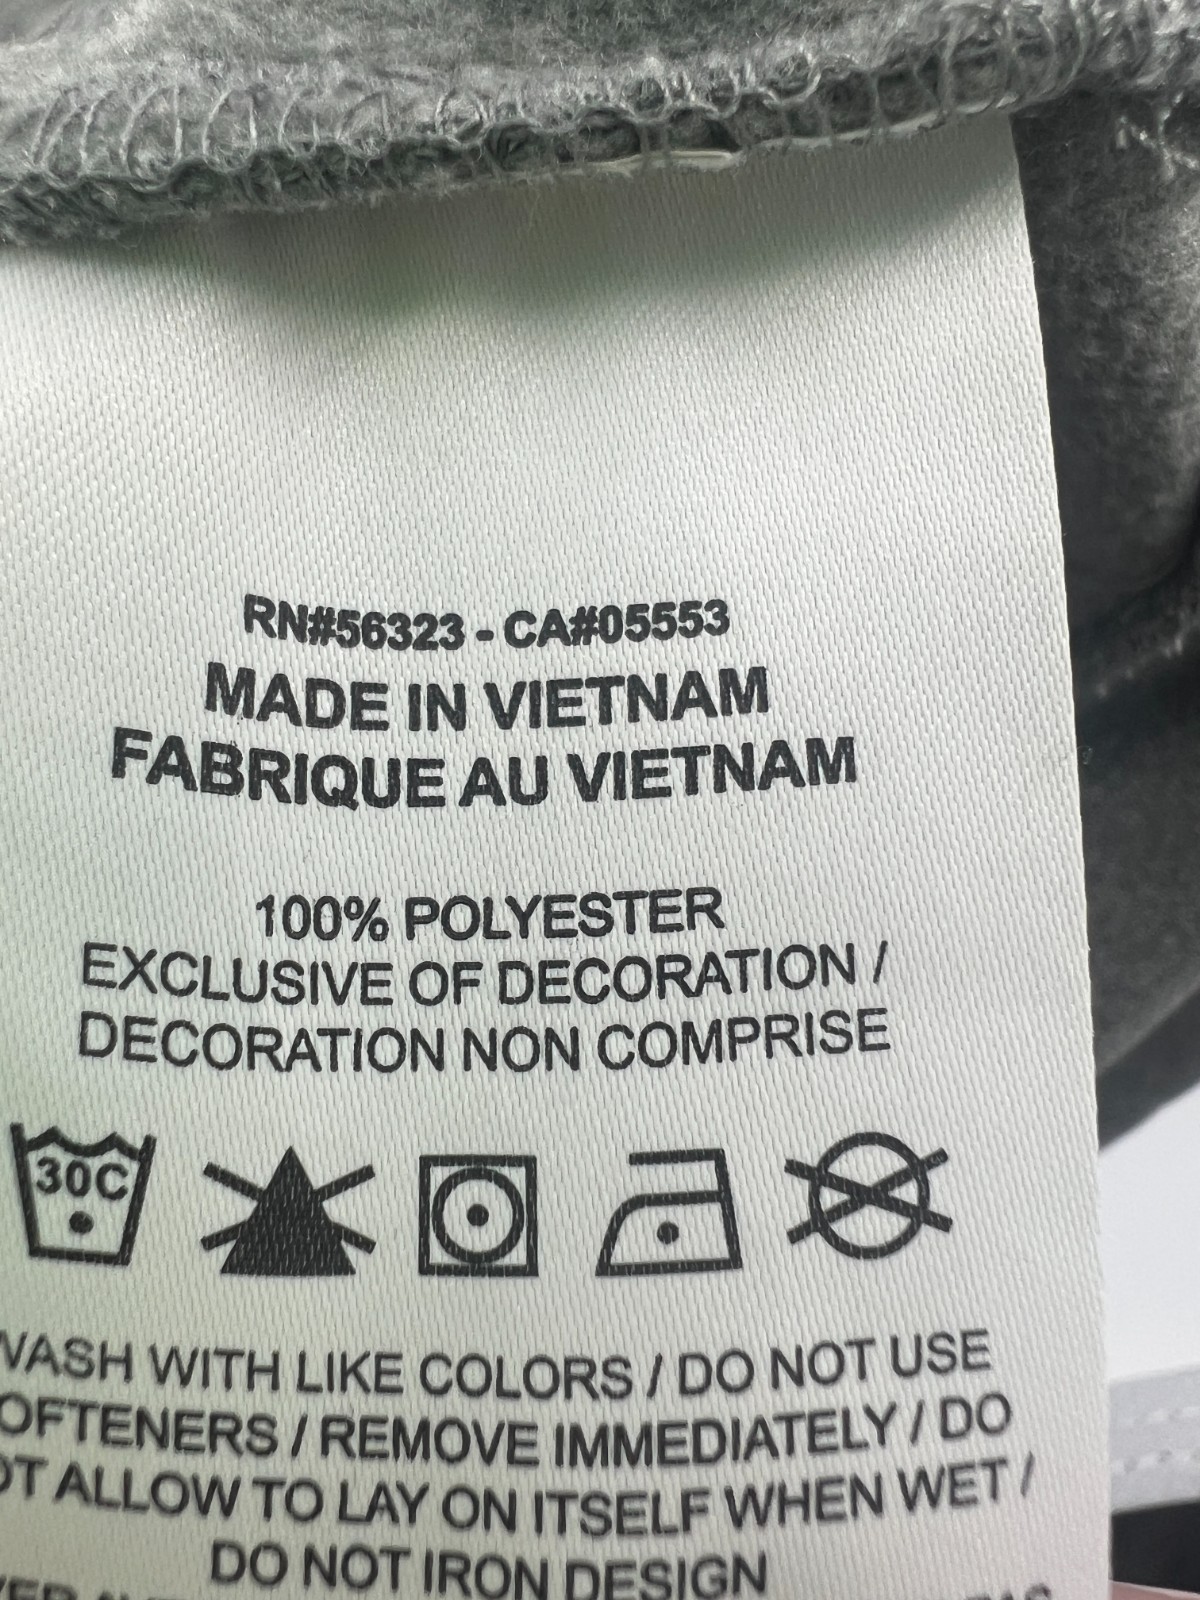 RN#56323 - CA#05553
MADE IN VIETNAM
FABRIQUE AU VIETNAM
100% POLYESTER
EXCLUSIVE OF DECORATION /
DECORATION NON COMPRISE
30C
WASH WITH LIKE COLORS / DO NOT USE
OFTENERS / REMOVE IMMEDIATELY / DO
OT ALLOW TO LAY ON ITSELF WHEN WET /
DO NOT IRON DESIGN